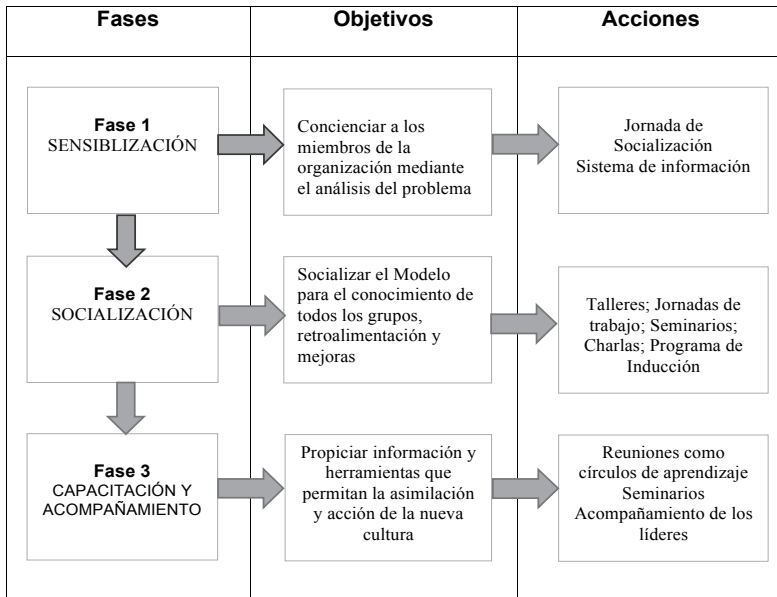 Fases
Objetivos
Acciones
Fase 1
SENSIBLIZACIÓN
Concienciar a los
miembros de la
organización mediante
el análisis del problema
Jornada de
Socialización
Sistema de información
Fase 2
SOCIALIZACIÓN
Socializar el Modelo
para el conocimiento de
todos los grupos,
retroalimentación y
mejoras
Talleres; Jornadas de
trabajo; Seminarios;
Charlas; Programa de
Inducción
Fase 3
CAPACITACIÓN Y
ACOMPAÑAMIENTO
Propiciar información y
herramientas que
permitan la asimilación
y acción de la nueva
cultura
Reuniones como
círculos de aprendizaje
Seminarios
Acompañamiento de los
líderes